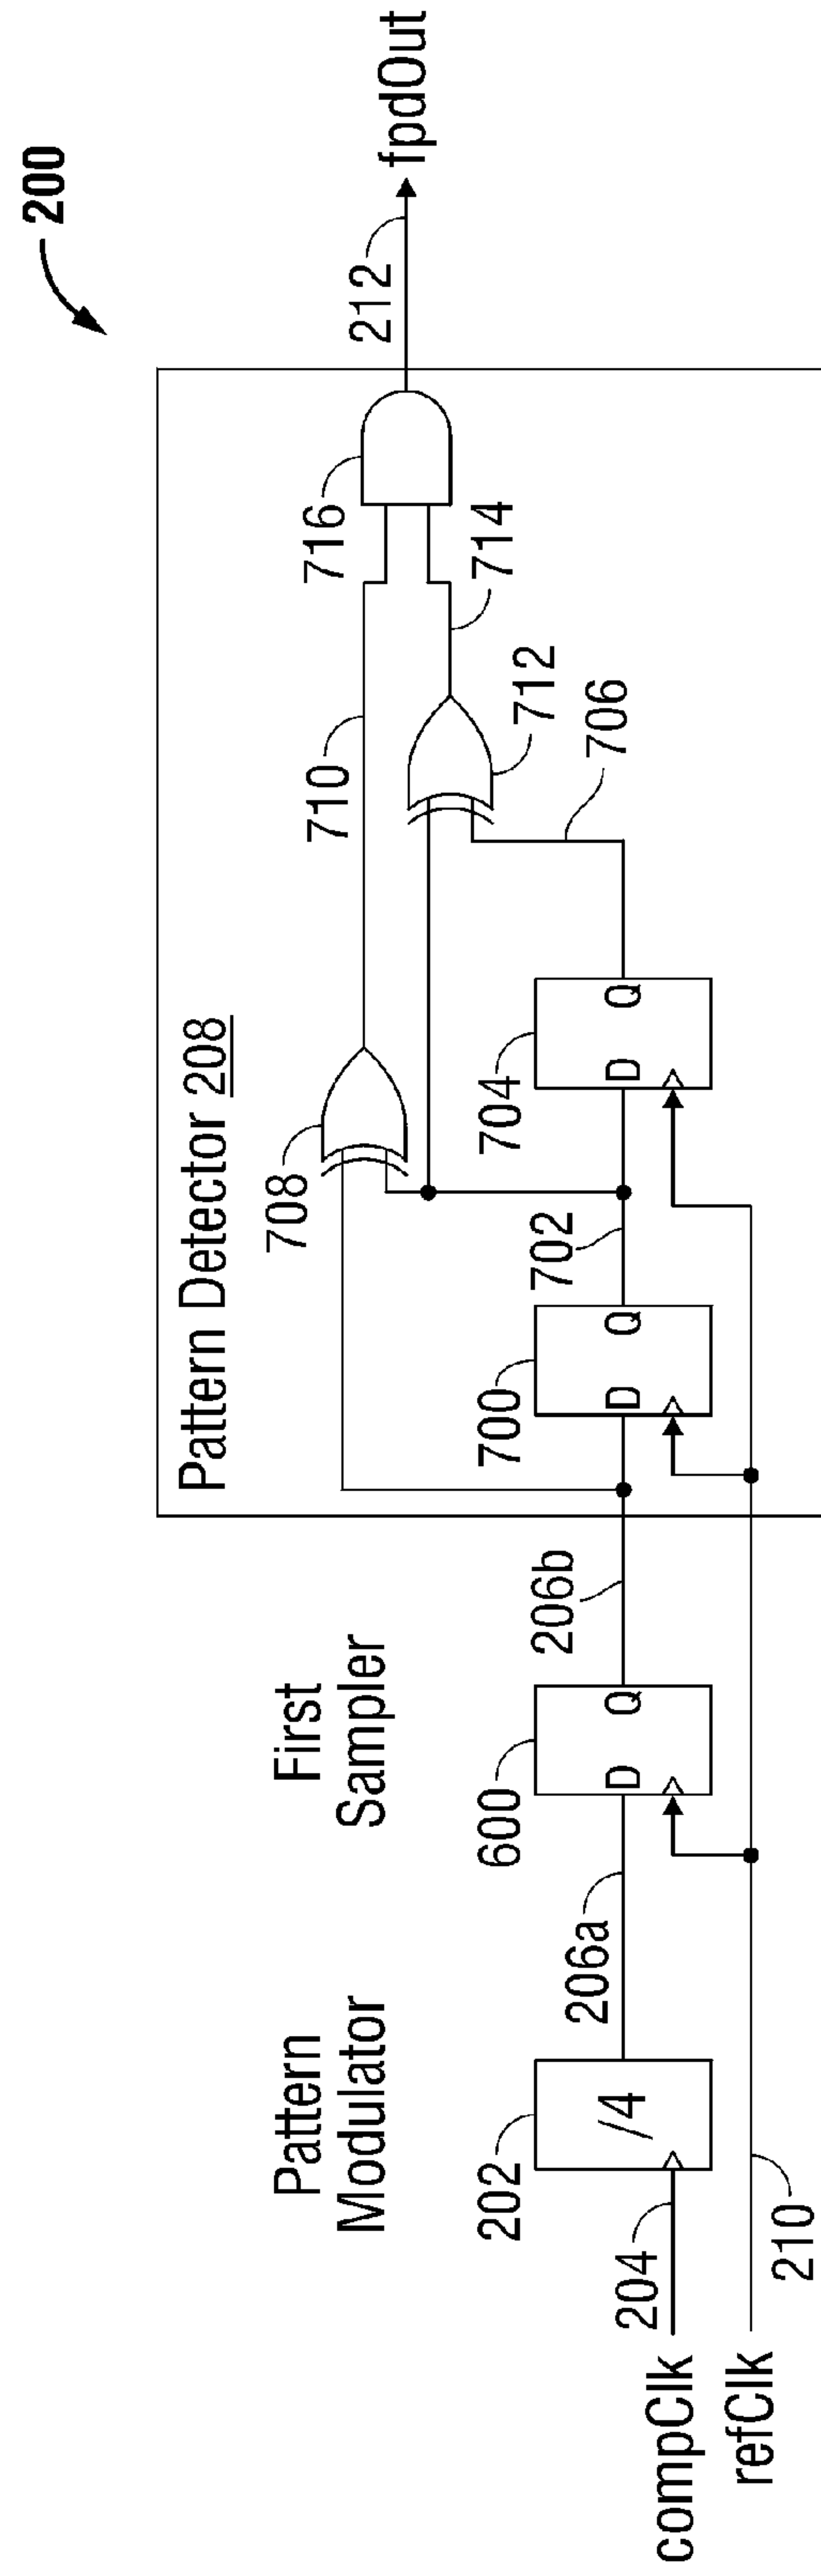 200
Pattern Detector 208
708
710
716
212
fpdOut
714
712
706
Pattern
Modulator
First
Sampler
202
/4
206a
600
D
Q
206b
700
D
Q
702
704
D
Q
compClk
204
refClk
210